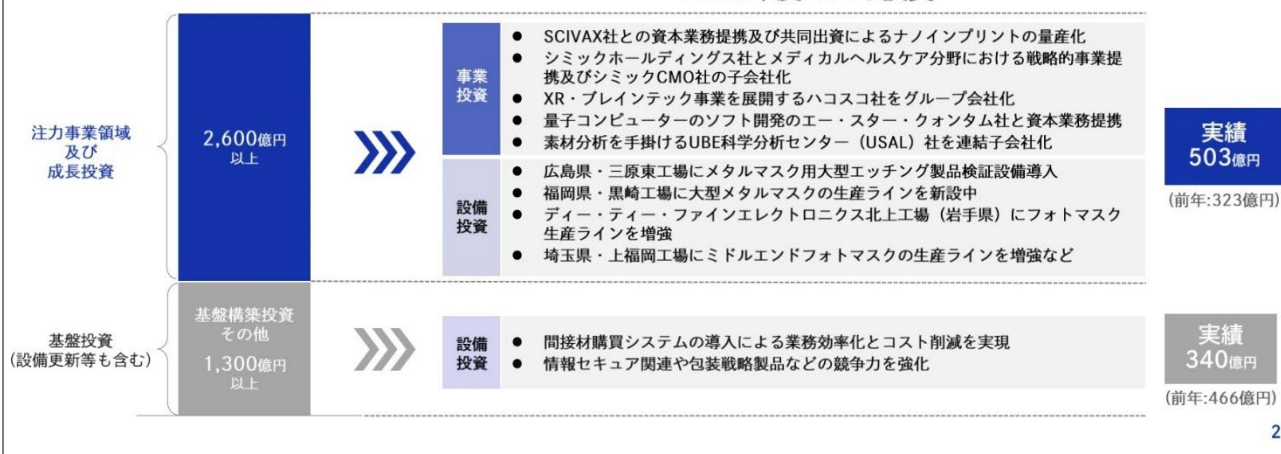 注力事業領域
及び
成長投資
2,600億円
以上
事業
投資
● SCIVAX社との資本業務提携及び共同出資によるナノインプリントの量産化
● シミックホールディングス社とメディカルヘルスケア分野における戦略的事業提
携及びシミックCMO社の子会社化
● XR・ブレインテック事業を展開するハコスコ社をグループ会社化
● 量子コンピューターのソフト開発のエー・スター・クォンタム社と資本業務提携
● 素材分析を手掛けるUBE科学分析センター（USAL）社を連結子会社化
設備
投資
● 広島県・三原東工場にメタルマスク用大型エッチング製品検証設備導入
● 福岡県・黒崎工場に大型メタルマスクの生産ラインを新設中
● ディー・ティー・ファインエレクトロニクス北上工場（岩手県）にフォトマスク
生産ラインを増強
● 埼玉県・上福岡工場にミドルエンドフォトマスクの生産ラインを増強など
実績
503億円
(前年:323億円)
基盤投資
(設備更新等も含む)
基盤構築投資
その他
1,300億円
以上
設備
投資
● 間接材購買システムの導入による業務効率化とコスト削減を実現
● 情報セキュア関連や包装戦略製品などの競争力を強化
実績
340億円
(前年:466億円)
2